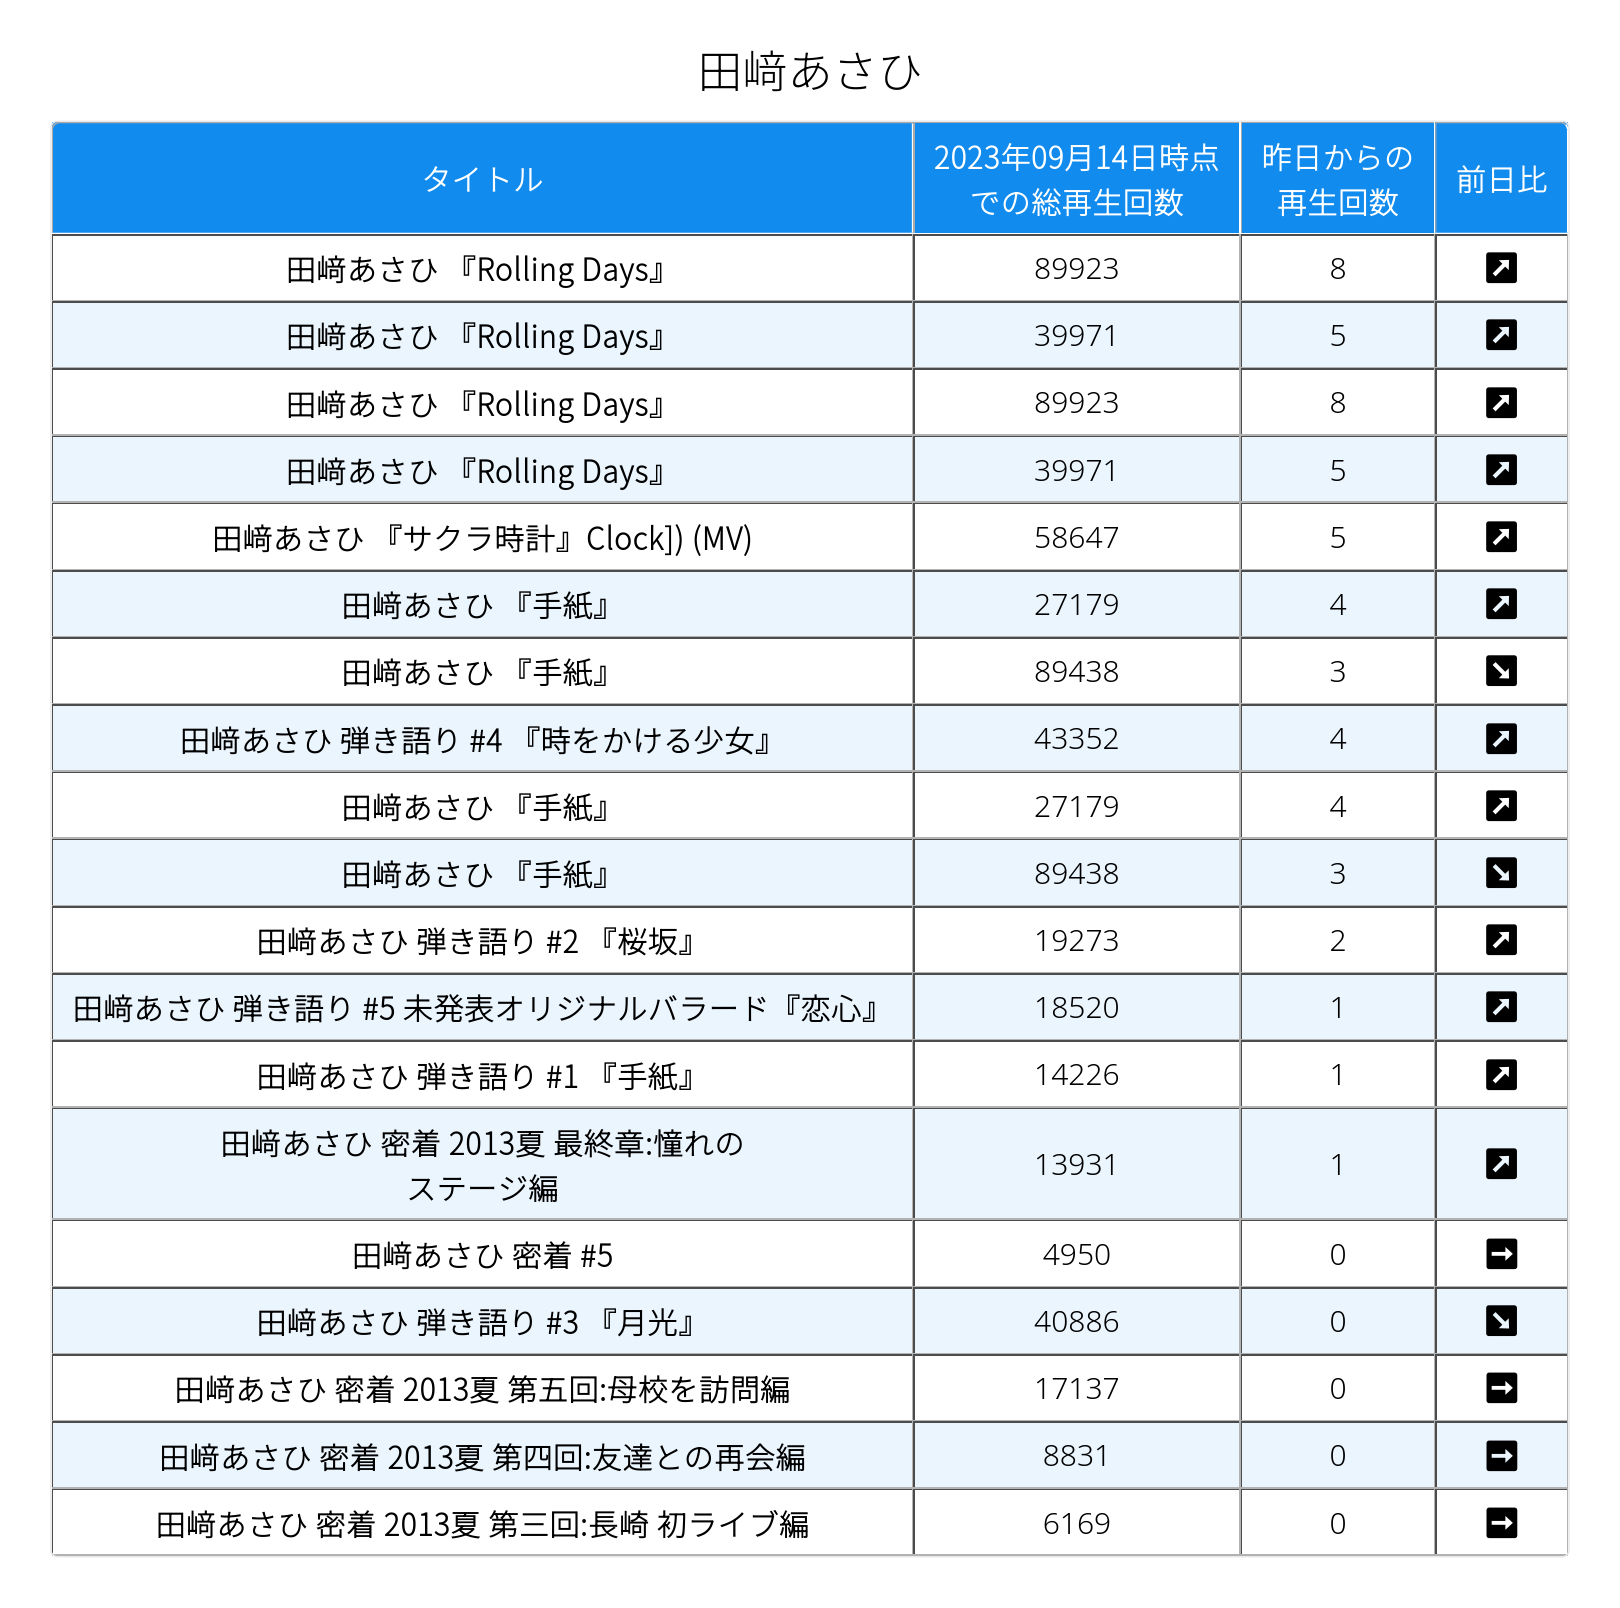 田﨑あさひ
タイトル
2023年09月14日時点
での総再生回数
昨日からの
再生回数
前日比
田﨑あさひ 『Rolling Days』 89923 8
田﨑あさひ 『Rolling Days』 39971 5
田﨑あさひ 『Rolling Days』 89923 8
田﨑あさひ 『Rolling Days』 39971 5
田﨑あさひ 『サクラ時計』Clock]) (MV) 58647 5
田﨑あさひ 『手紙』 27179 4
田﨑あさひ 『手紙』 89438 3
田﨑あさひ 弾き語り #4 『時をかける少女』 43352 4
田﨑あさひ 『手紙』 27179 4
田﨑あさひ 『手紙』 89438 3
田﨑あさひ 弾き語り #2 『桜坂』 19273 2
田﨑あさひ 弾き語り #5 未発表オリジナルバラード『恋心』 18520 1
田﨑あさひ 弾き語り #1 『手紙』 14226 1
田﨑あさひ 密着 2013夏 最終章:憧れの
ステージ編 13931 1
田﨑あさひ 密着 #5 4950 0
田﨑あさひ 弾き語り #3 『月光』 40886 0
田﨑あさひ 密着 2013夏 第五回:母校を訪問編 17137 0
田﨑あさひ 密着 2013夏 第四回:友達との再会編 8831 0
田﨑あさひ 密着 2013夏 第三回:長崎 初ライブ編 6169 0